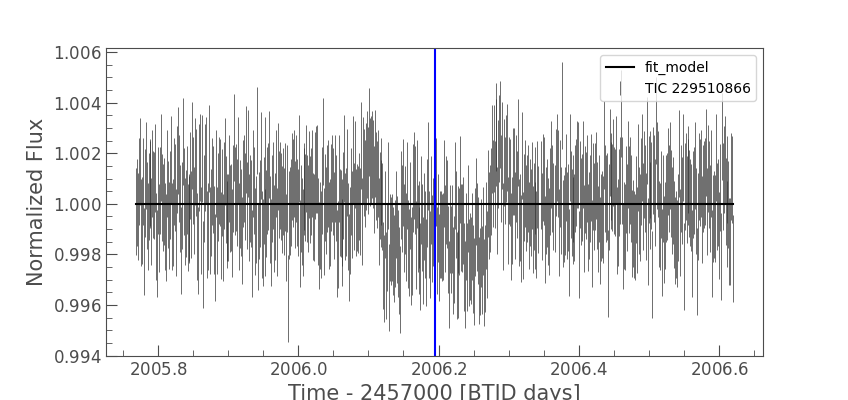 1.006
1.004
1.002
1.000
0.998
0.996
0.994
Normalized Flux
fit_model
TIC 229510866
2005.8 2006.0 2006.2 2006.4 2006.6
Time - 2457000 [BTJD days]